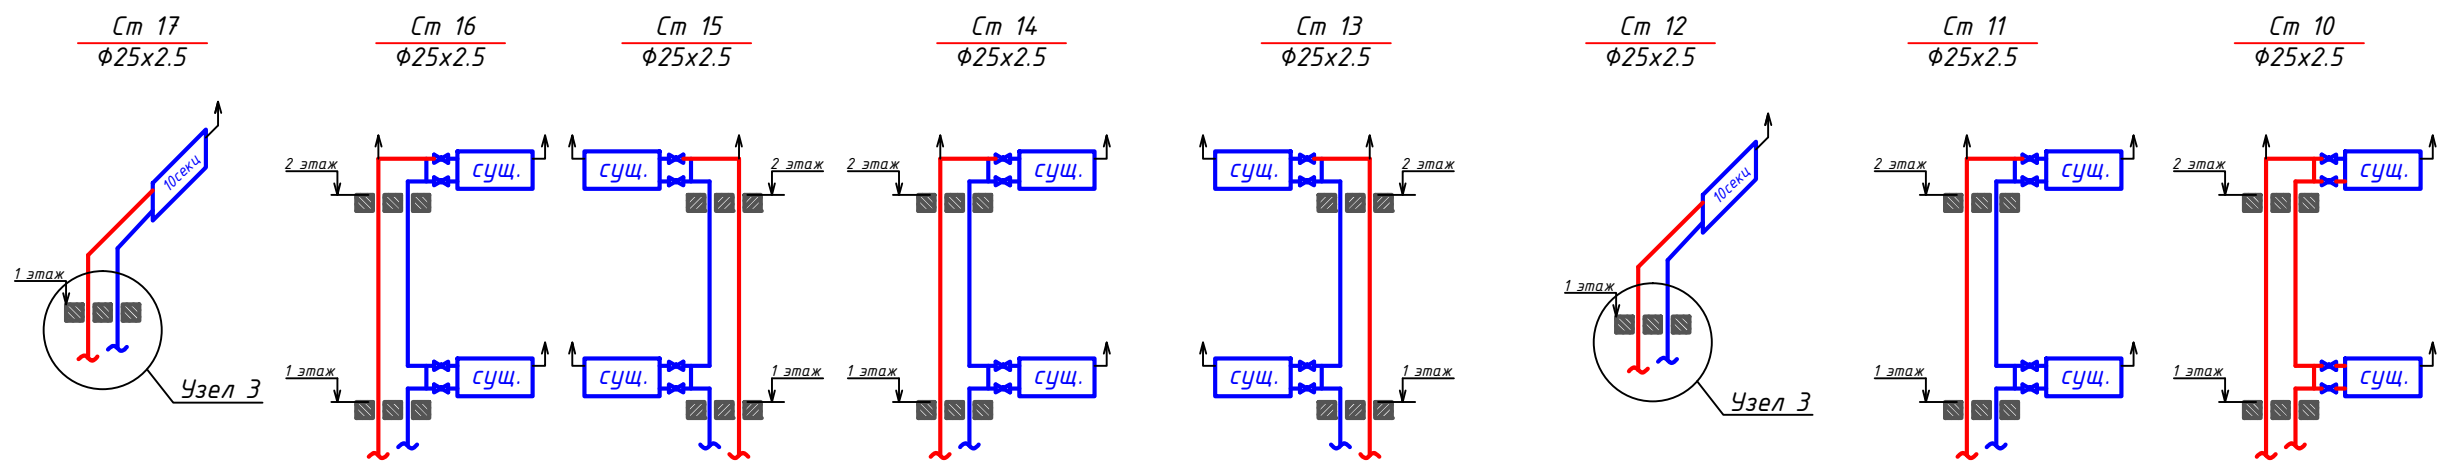 Ст 17
Ф25х2.5
Ст 16
Ф25х2.5
Ст 15
Ф25х2.5
Ст 14
Ф25х2.5
Ст 13
Ф25х2.5
Ст 12
Ф25х2.5
Ст 11
Ф25х2.5
Ст 10
Ф25х2.5
10секц
1 этаж
Узел 3
2 этаж
сущ.
1 этаж
сущ.
сущ.
2 этаж
сущ.
1 этаж
2 этаж
сущ.
1 этаж
сущ.
сущ.
2 этаж
сущ.
1 этаж
10секц
1 этаж
Узел 3
2 этаж
сущ.
1 этаж
сущ.
2 этаж
сущ.
1 этаж
сущ.